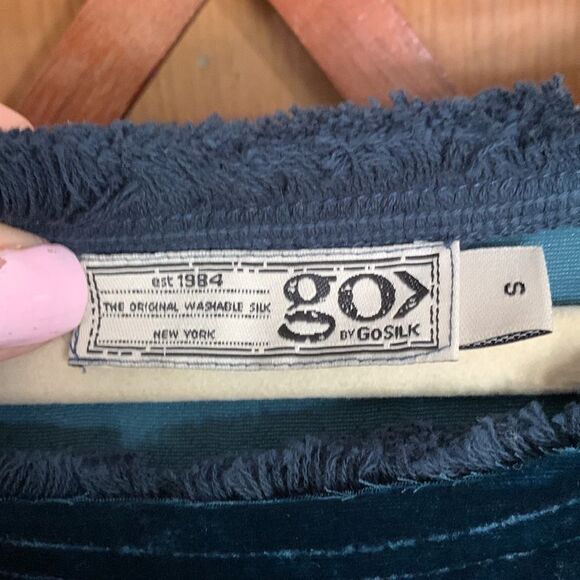 est 1984
THE ORIGINAL WASHABLE SILK
NEW YORK
go>
BY GOSILK
S